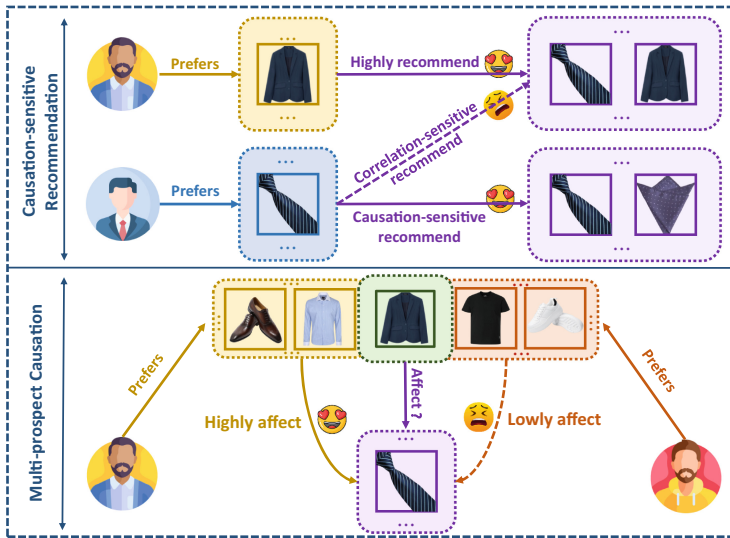 Causation-sensitive
Recommendation
Prefers
Highly recommend
Correlation-sensitive
recommend
Prefers
Causation-sensitive
recommend
Multi-prospect Causation
Prefers
Highly affect
Affect ?
Lowly affect
Prefers